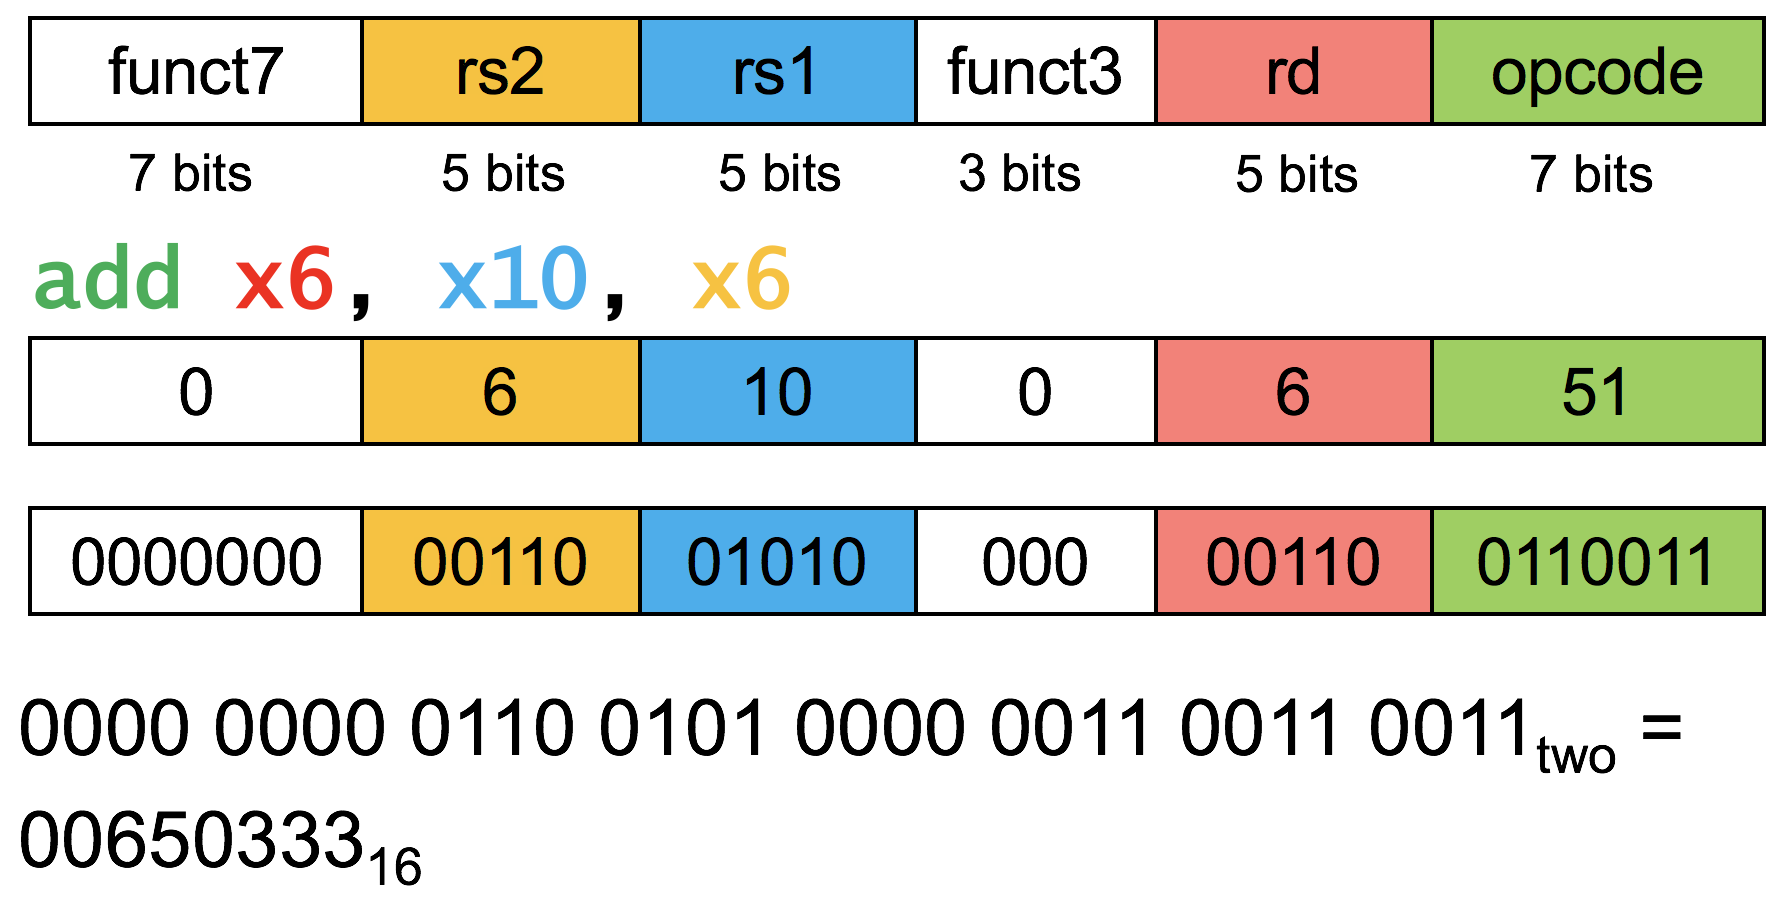 funct7 rs2 rs1 funct3 rd opcode
7 bits 5 bits 5 bits 3 bits 5 bits 7 bits
add x6, x10, x6
0 6 10 0 6 51
0000000 00110 01010 000 00110 0110011
0000 0000 0110 0101 0000 0011 0011 0011two =
0065033316